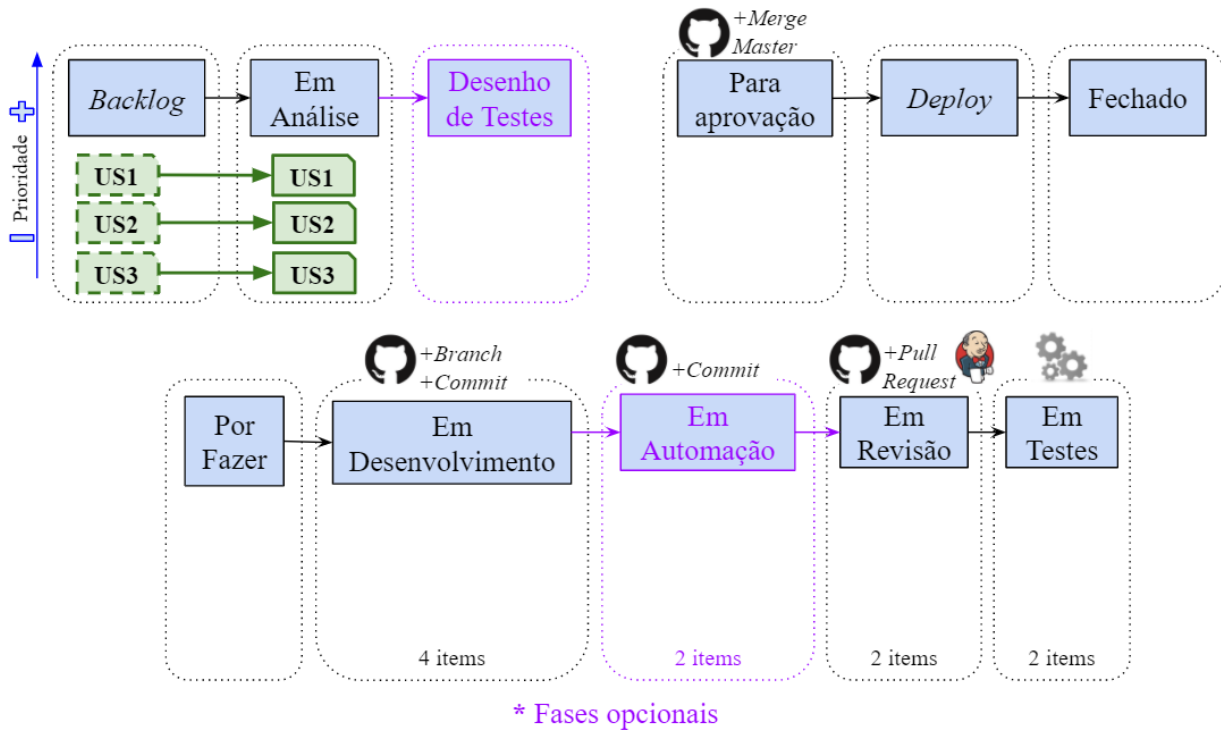 +Merge
Master
Backlog
Em
Análise
Desenho
de Testes
Para
aprovação
Deploy
Fechado
Prioridade
US1
US1
US2
US2
US3
US3
+Branch
+Commit
+Commit
+Pull
Request
Por
Fazer
Em
Desenvolvimento
Em
Automação
Em
Revisão
Em
Testes
4 items
2 items
2 items
2 items
* Fases opcionais